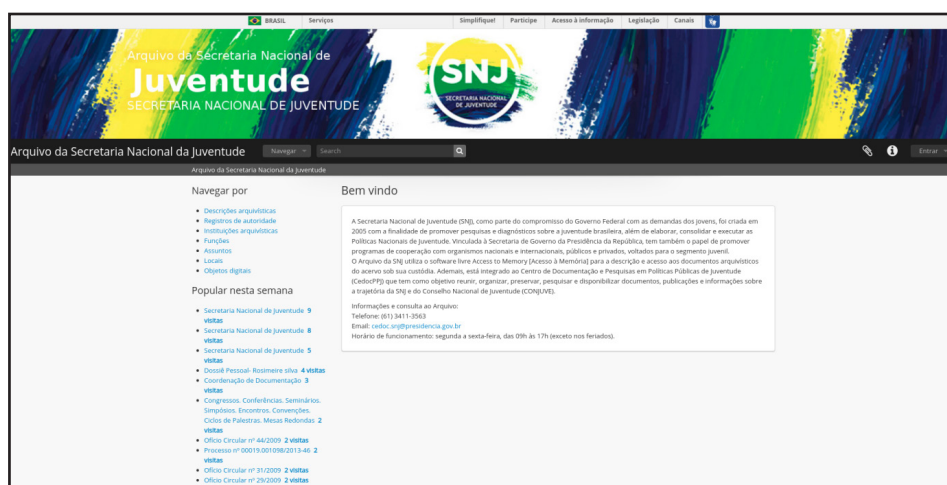 BRASIL Serviços Simplifique! Participe Acesso à informação Legislação Canais
Arquivo da Secretaria Nacional de
Juventude
SECRETARIA NACIONAL DE JUVENTUDE
SNJ
SECRETARIA NACIONAL
DE JUVENTUDE
Arquivo da Secretaria Nacional da Juventude Navegar Search Entrar
Arquivo da Secretaria Nacional da Juventude
Navegar por
Descrições arquivísticas
Registros de autoridade
Instituições arquivísticas
Funções
Assuntos
Locais
Objetos digitais
Popular nesta semana
Secretaria Nacional de Juventude 9
visitas
Secretaria Nacional de Juventude 8
visitas
Secretaria Nacional de Juventude 5
visitas
Dossiê Pessoal- Rosimeire silva 4 visitas
Coordenação de Documentação 3
visitas
Congressos. Conferências. Seminários.
Simpósios. Encontros. Convenções.
Ciclos de Palestras. Mesas Redondas 2
visitas
Ofício Circular nº 44/2009 2 visitas
Processo nº 00019.001098/2013-46 2
visitas
Ofício Circular nº 31/2009 2 visitas
Ofício Circular nº 29/2009 2 visitas
Bem vindo
A Secretaria Nacional de Juventude (SNJ), como parte do compromisso do Governo Federal com as demandas dos jovens, foi criada em
2005 com a finalidade de promover pesquisas e diagnósticos sobre a juventude brasileira, além de elaborar, consolidar e executar as
Políticas Nacionais de Juventude. Vinculada à Secretaria de Governo da Presidência da República, tem também o papel de promover
programas de cooperação com organismos nacionais e internacionais, públicos e privados, voltados para o segmento juvenil.
O Arquivo da SNJ utiliza o software livre Access to Memory [Acesso à Memória] para a descrição e acesso aos documentos arquivísticos
do acervo sob sua custódia. Ademais, está integrado ao Centro de Documentação e Pesquisas em Políticas Públicas de Juventude
(CedocPPJ) que tem como objetivo reunir, organizar, preservar, pesquisar e disponibilizar documentos, publicações e informações sobre
a trajetória da SNJ e do Conselho Nacional de Juventude (CONJUVE).
Informações e consulta ao Arquivo:
Telefone: (61) 3411-3563
Email: cedoc.snj@presidencia.gov.br
Horário de funcionamento: segunda a sexta-feira, das 09h às 17h (exceto nos feriados).